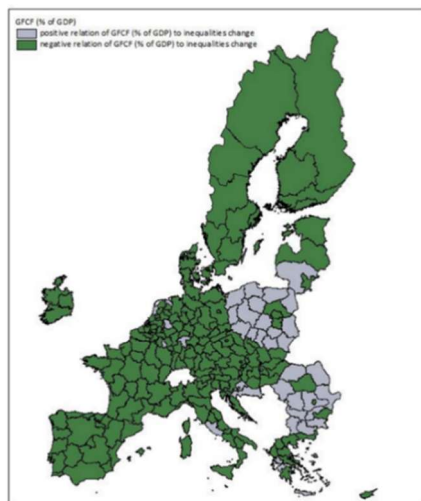 GFCF (% of GDP)
positive relation of GFCF (% of GDP) to inequalities change
negative relation of GFCF (% of GDP) to inequalities change